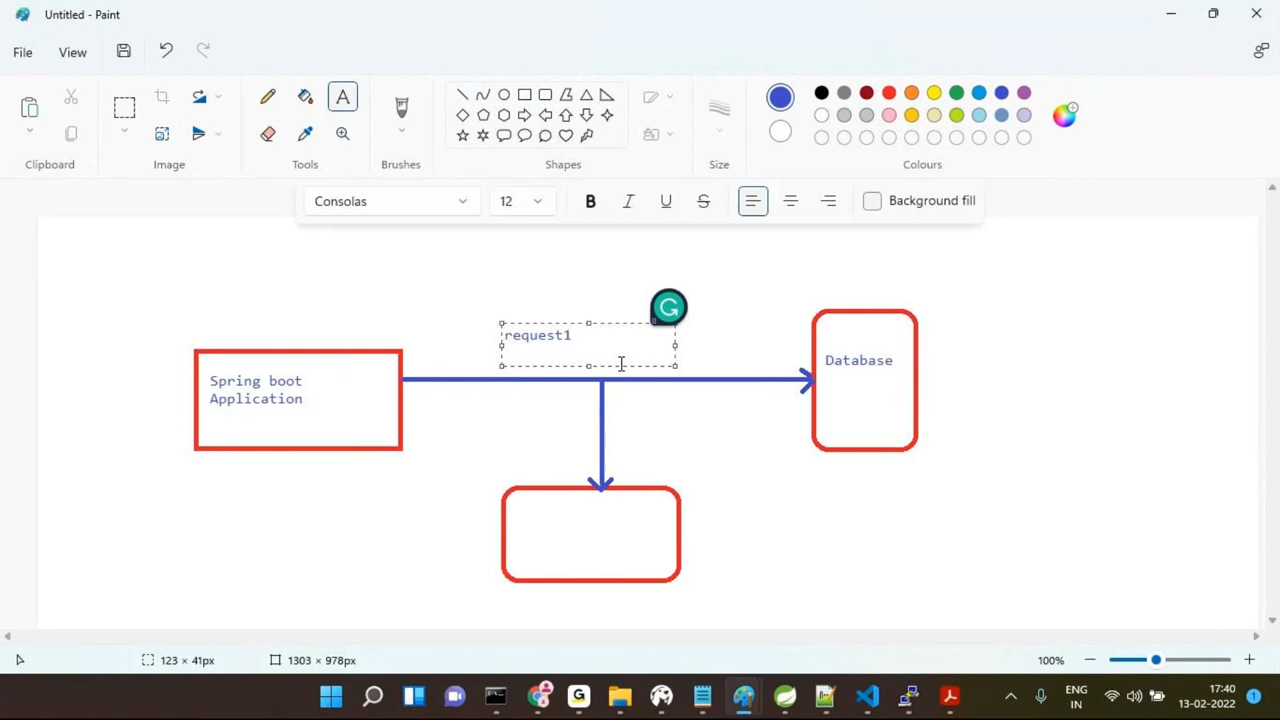 Untitled - Paint
File
View
Clipboard
Image
Tools
Brushes
Shapes
Size
Colours
Consolas
12
B
I
U
S
Background fill
request1
Spring boot
Application
Database
123 × 41px
1303 × 978px
100%
ENG
IN
17:40
13-02-2022
1